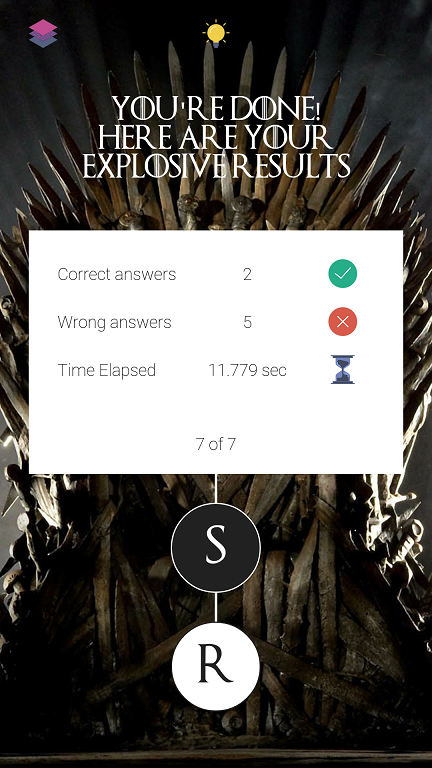 YOU'RE DONE!
HERE ARE YOUR
EXPLOSIVE RESULTS
Correct answers 2
Wrong answers 5
Time Elapsed 11.779 sec
7 of 7
S
R